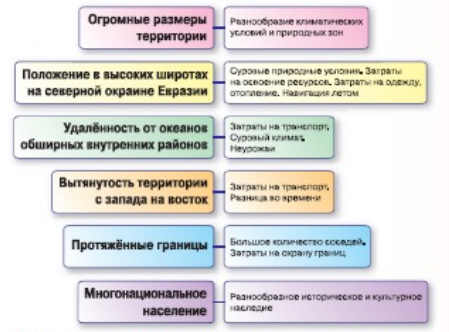 Огромные размеры
территории
Разнообразие климатических
условий и природных зон
Положение в высоких широтах
на северной окраине Евразии
Суровые природные условия. Затраты
на освоение ресурсов. Затраты на одежду,
отопление. Навигация летом
Удалённость от океанов
обширных внутренних районов
Затраты на транспорт.
Суровый климат.
Неурожаи
Вытянутость территории
с запада на восток
Затраты на транспорт.
Разница во времени
Протяжённые границы
Большое количество соседей.
Затраты на охрану границ
Многонациональное
население
Разнообразное историческое и культурное
наследие